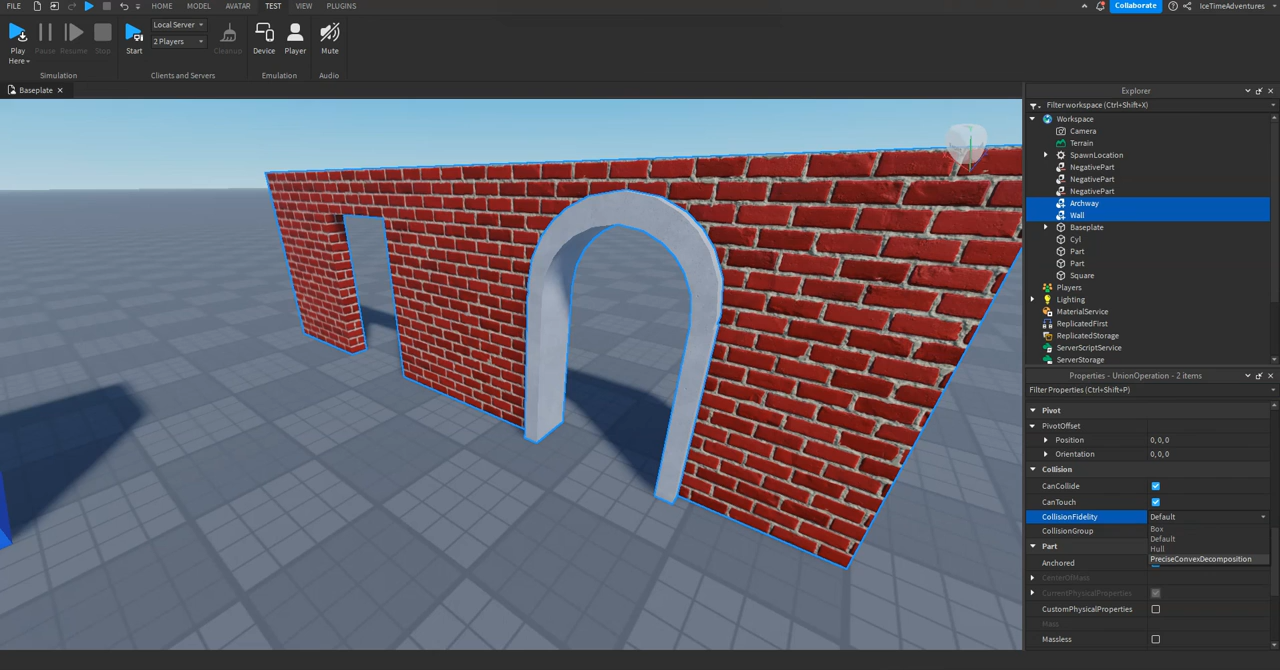 FILE HOME MODEL AVATAR TEST VIEW PLUGINS Collaborate IceTimeAdventures
Play Here Pause Resume Stop
Simulation
Start Local Server 2 Players Cleanup
Clients and Servers
Device Player
Emulation
Mute
Audio
Baseplate
Explorer
Filter workspace (Ctrl+Shift+X)
Workspace
Camera
Terrain
SpawnLocation
NegativePart
NegativePart
NegativePart
Archway
Wall
Baseplate
Cyl
Part
Part
Square
Players
Lighting
MaterialService
ReplicatedFirst
ReplicatedStorage
ServerScriptService
ServerStorage
Properties - UnionOperation - 2 items
Filter Properties (Ctrl+Shift+P)
Pivot
PivotOffset
Position 0, 0, 0
Orientation 0, 0, 0
Collision
CanCollide
CanTouch
CollisionFidelity Default
Box
CollisionGroup Default
Hull
Part PreciseConvexDecomposition
Anchored
CenterOfMass
CurrentPhysicalProperties
CustomPhysicalProperties
Mass
Massless